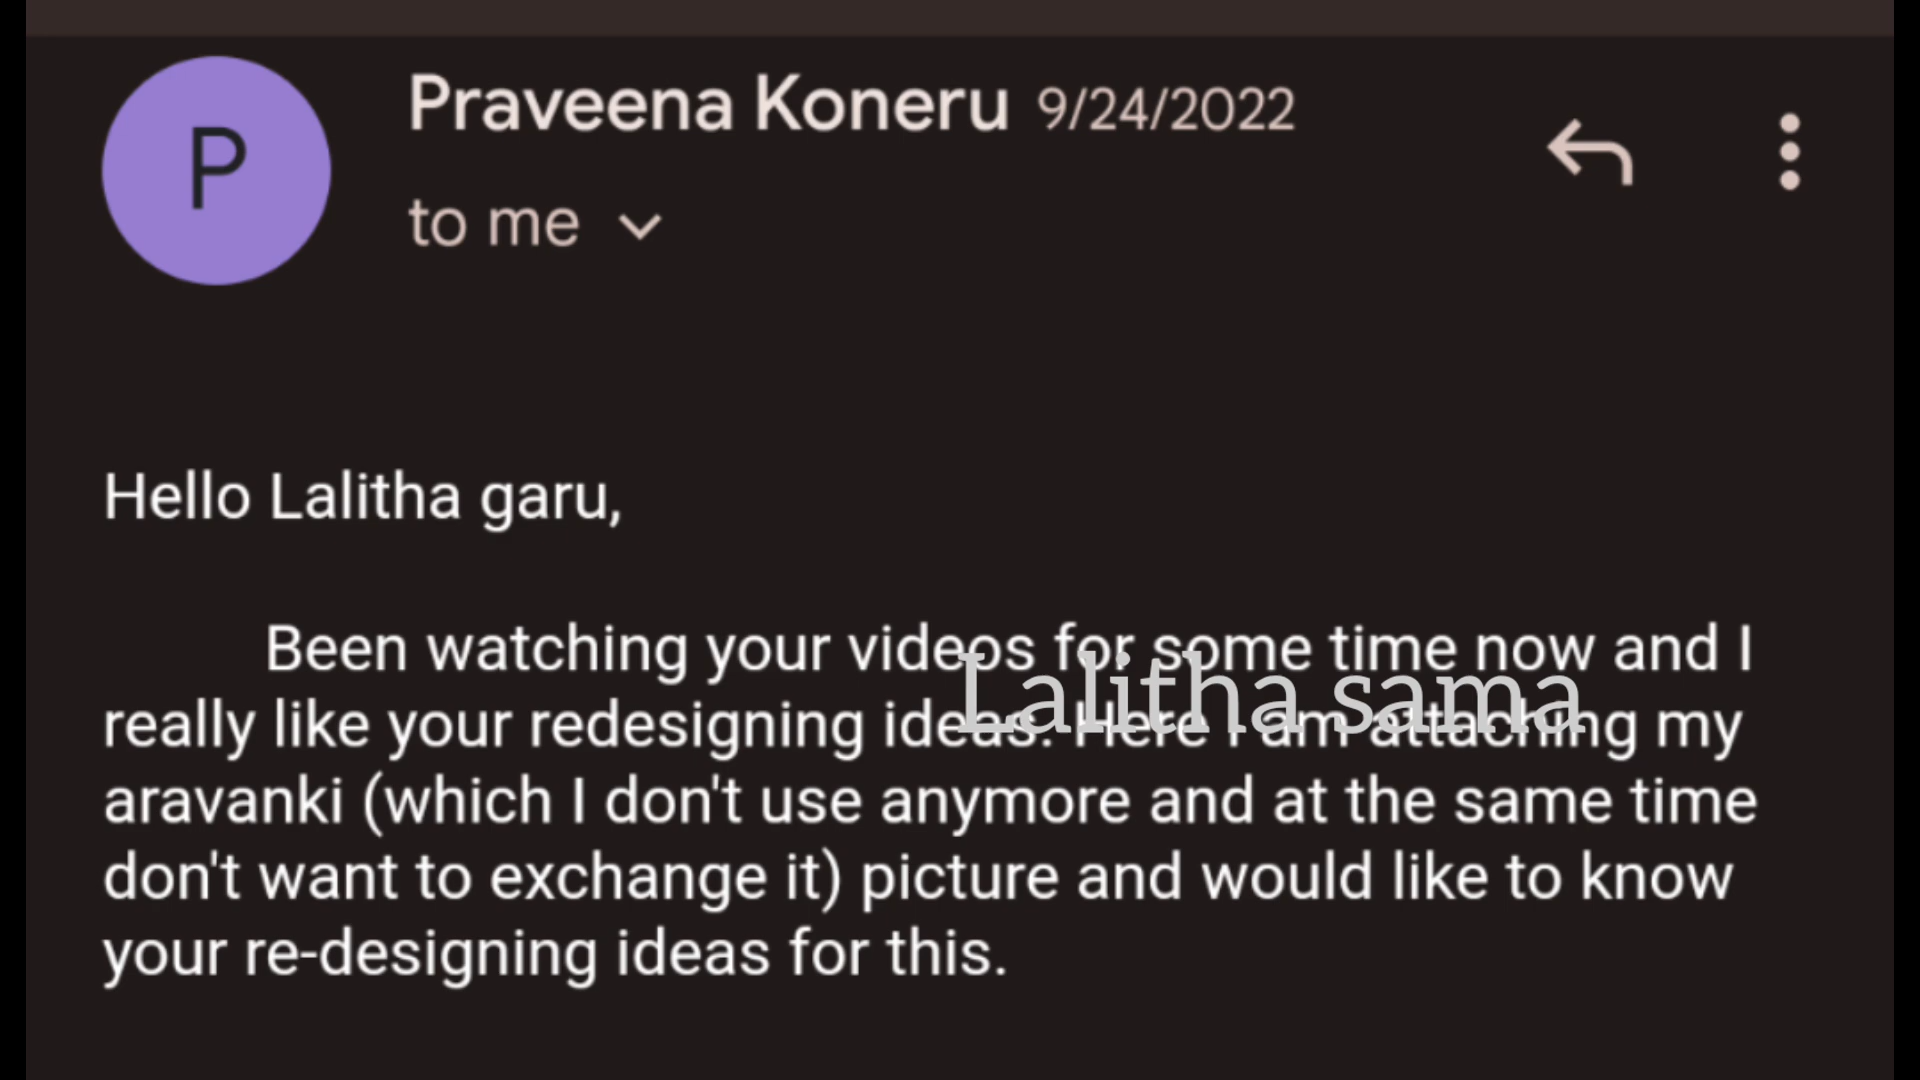 P
Praveena Koneru 9/24/2022
to me
Hello Lalitha garu,
Been watching your videos for some time now and I
really like your redesigning ideas. Here I am attaching my
aravanki (which I don't use anymore and at the same time
don't want to exchange it) picture and would like to know
your re-designing ideas for this.
Lalitha sama